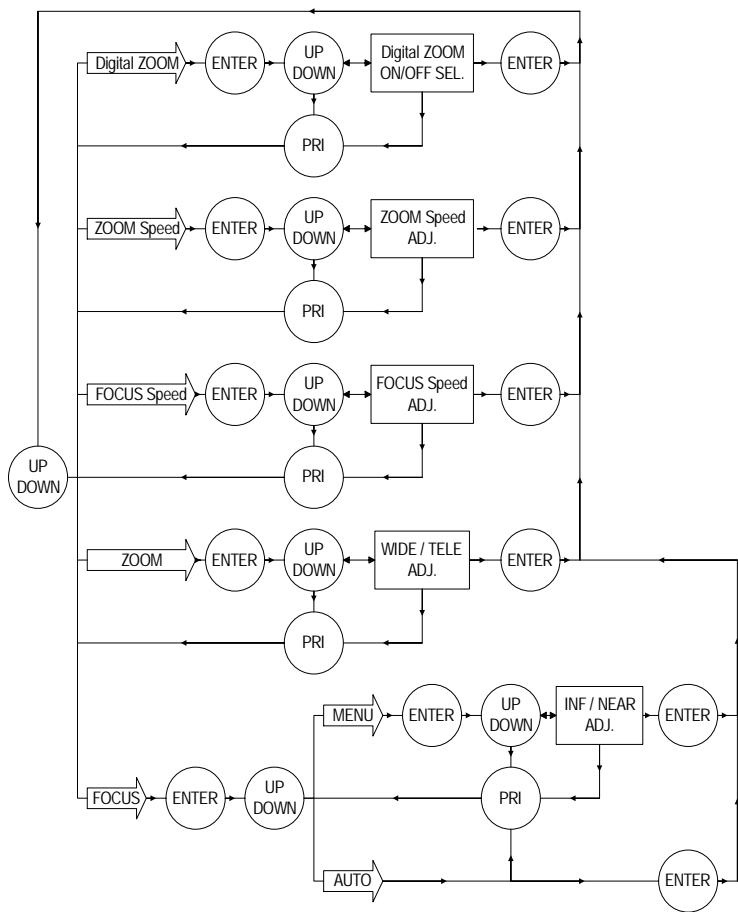 Digital ZOOM
ENTER
UP
DOWN
Digital ZOOM
ON/OFF SEL.
ENTER
PRI
ZOOM Speed
ENTER
UP
DOWN
ZOOM Speed
ADJ.
ENTER
PRI
FOCUS Speed
ENTER
UP
DOWN
FOCUS Speed
ADJ.
ENTER
UP
DOWN
PRI
ZOOM
ENTER
UP
DOWN
WIDE / TELE
ADJ.
ENTER
PRI
MENU
ENTER
UP
DOWN
INF / NEAR
ADJ.
ENTER
FOCUS
ENTER
UP
DOWN
PRI
AUTO
ENTER